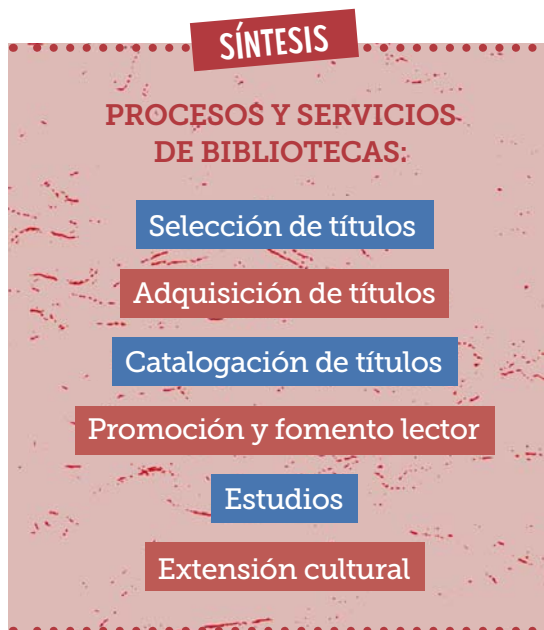 SÍNTESIS
PROCESOS Y SERVICIOS
DE BIBLIOTECAS:
Selección de títulos
Adquisición de títulos
Catalogación de títulos
Promoción y fomento lector
Estudios
Extensión cultural